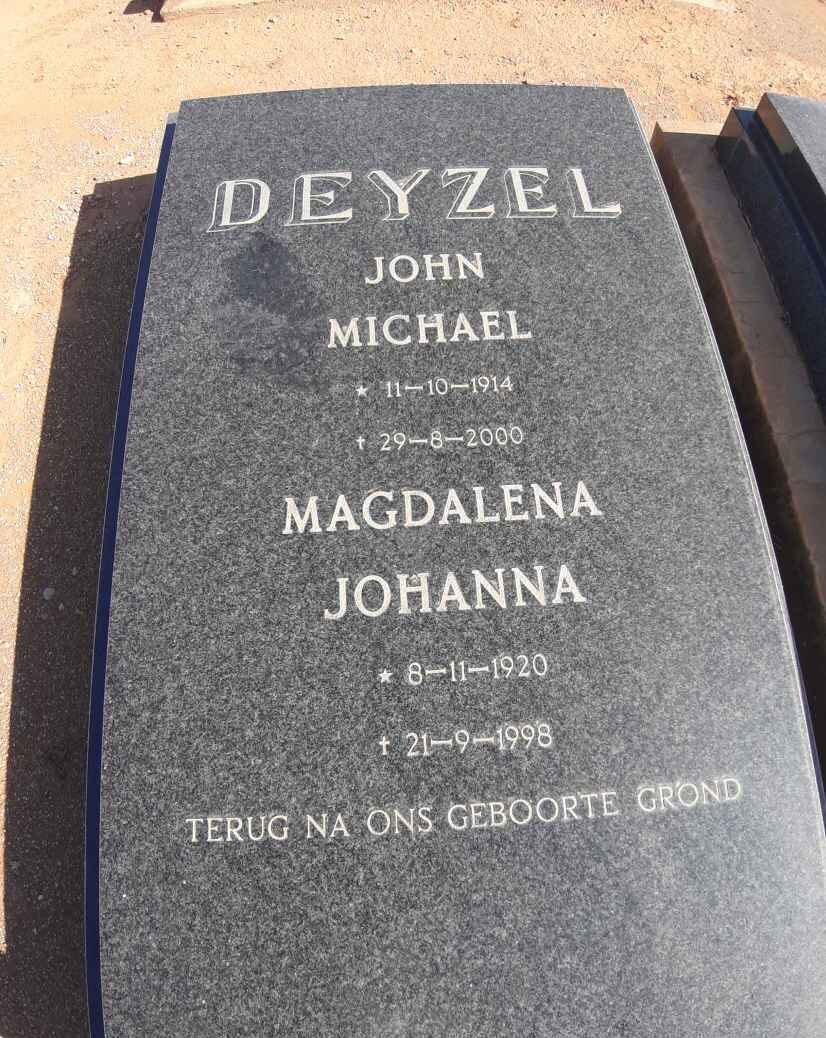 DEYZEL
JOHN
MICHAEL
★ 11-10-1914
† 29-8-2000
MAGDALENA
JOHANNA
★ 8-11-1920
† 21-9-1998
TERUG NA ONS GEBOORTE GROND